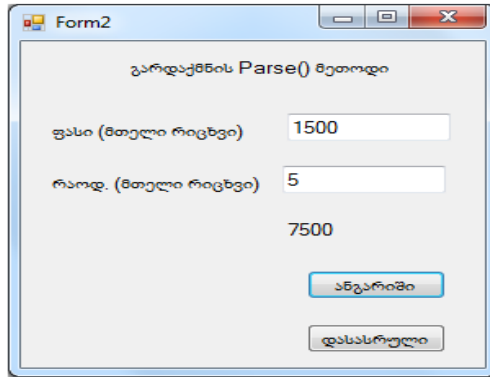 Form2
გარდაქმნის Parse() მეთოდი
ფასი (მთელი რიცხვი) 1500
რაოდ. (მთელი რიცხვი) 5
7500
ანგარიში
დასასრული